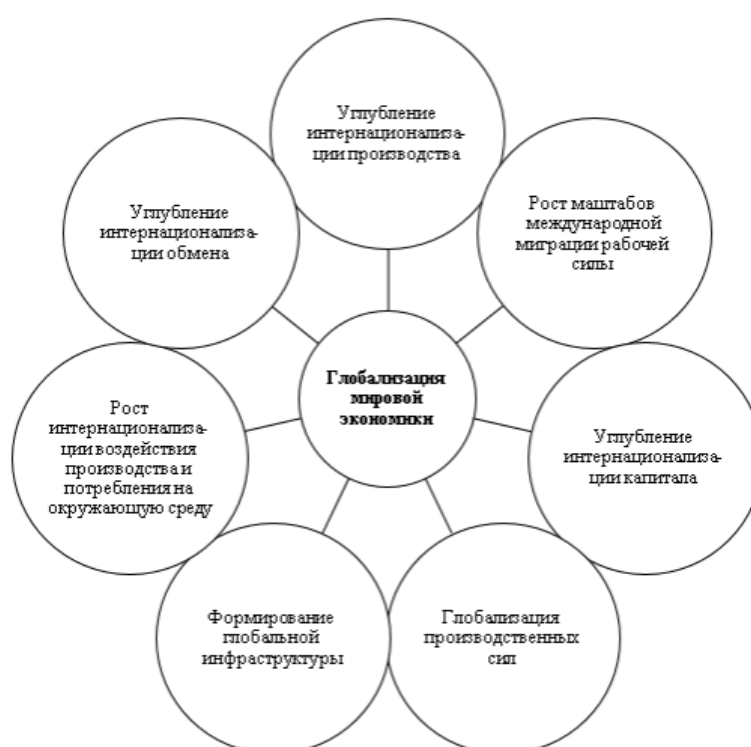 Углубление
интернационализа-
ции производства
Рост маштабов
международной
миграции рабочей
силы
Углубление
интернационализа-
ции капитала
Глобализация
производственных
сил
Формирование
глобальной
инфраструктуры
Рост
интернационализа-
ции воздействия
производства и
потребления на
окружающую среду
Углубление
интернационализа-
ции обмена
Глобализация
мировой
экономики